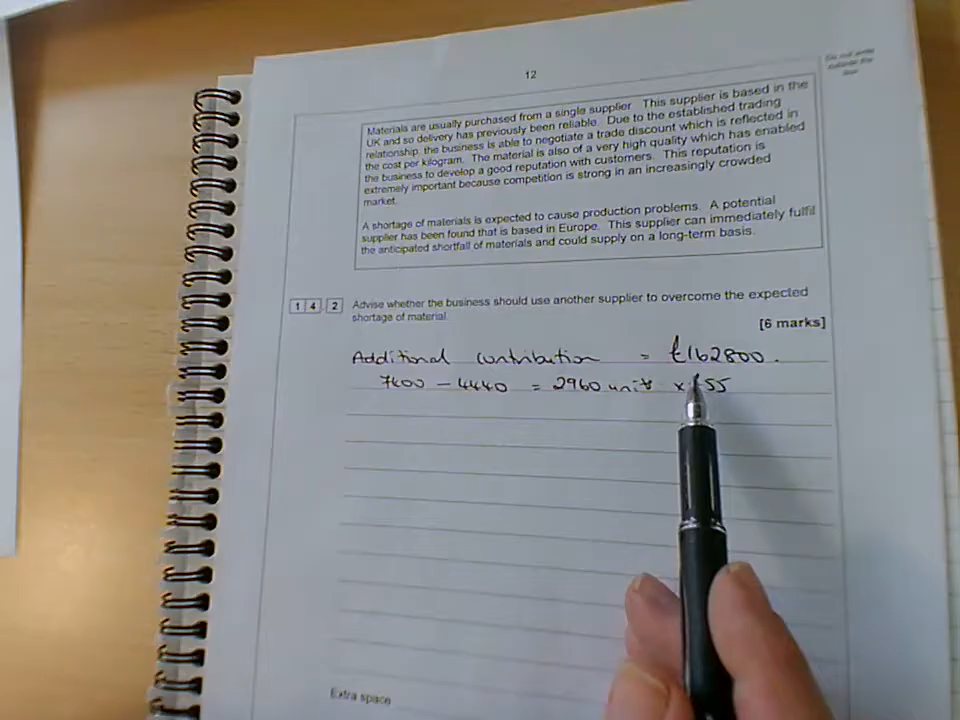 12
Do not write
outside the
box
Materials are usually purchased from a single supplier. This supplier is based in the
UK and so delivery has previously been reliable. Due to the established trading
relationship, the business is able to negotiate a trade discount which is reflected in
the cost per kilogram. The material is also of a very high quality which has enabled
the business to develop a good reputation with customers. This reputation is
extremely important because competition is strong in an increasingly crowded
market.
A shortage of materials is expected to cause production problems. A potential
supplier has been found that is based in Europe. This supplier can immediately fulfil
the anticipated shortfall of materials and could supply on a long-term basis.
1 4 2 Advise whether the business should use another supplier to overcome the expected
shortage of material.
[6 marks]
Additional contribution = £162800.
7400 - 4440 = 2960 units × £55
Extra space